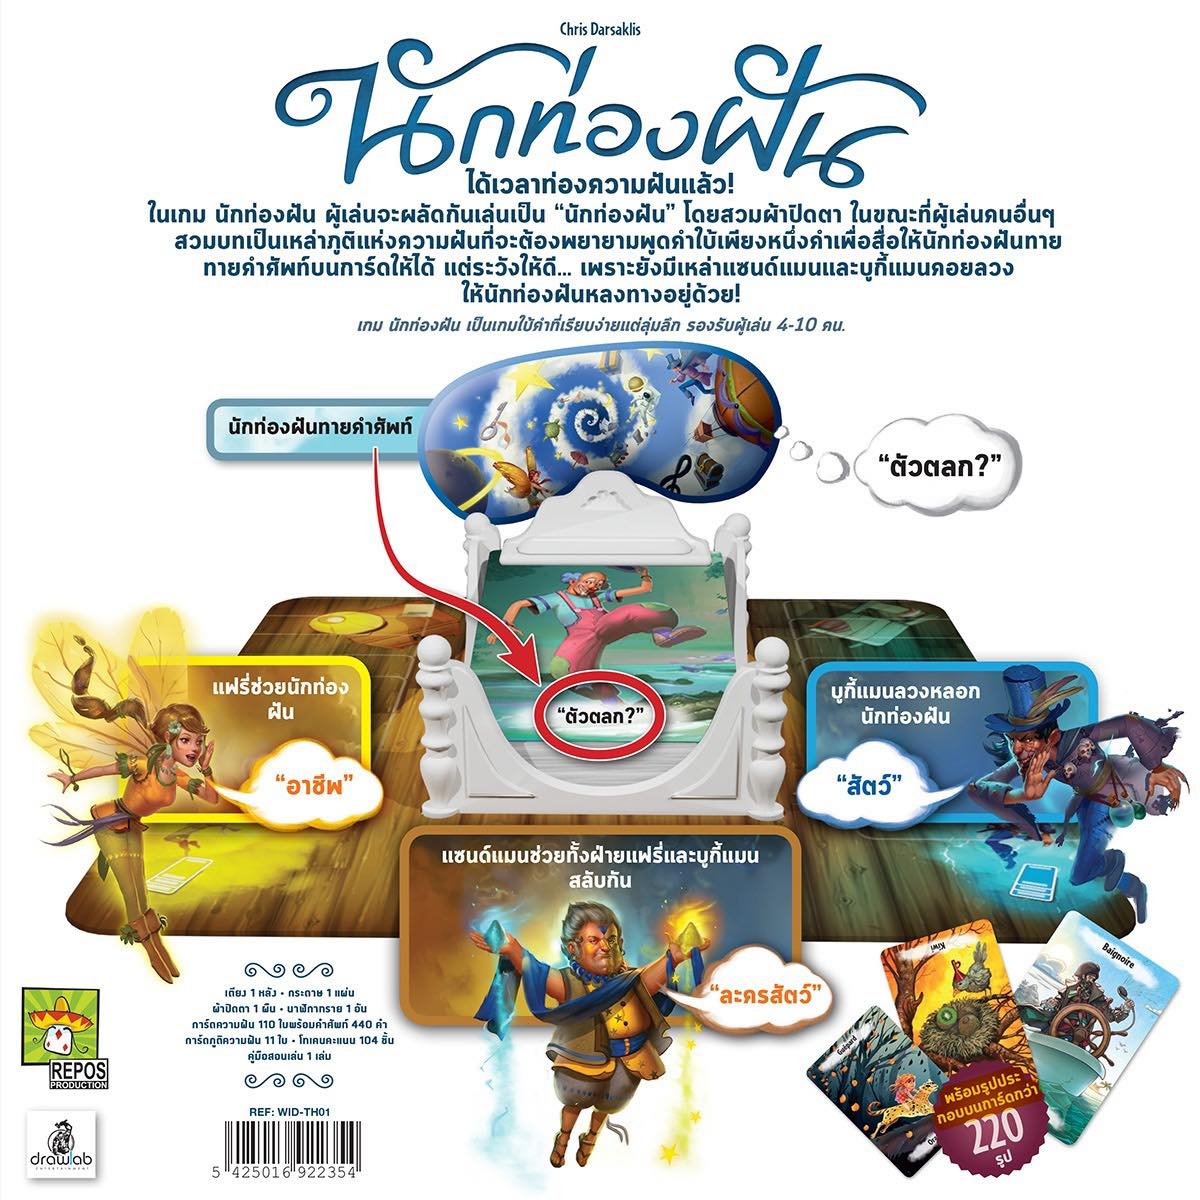 Chris Darsaklis
นักท่องฝัน
ได้เวลาท่องความฝันแล้ว!
ในเกม นักท่องฝัน ผู้เล่นจะผลัดกันเล่นเป็น “นักท่องฝัน” โดยสวมผ้าปิดตา ในขณะที่ผู้เล่นคนอื่นๆ
สวมบทเป็นเหล่าภูติแห่งความฝันที่จะต้องพยายามพูดคำใบ้เพียงหนึ่งคำเพื่อสื่อให้นักท่องฝันทาย
ทายคำศัพท์บนการ์ดให้ได้ แต่ระวังให้ดี... เพราะยังมีเหล่าแซนด์แมนและบูกี้แมนคอยลวง
ให้นักท่องฝันหลงทางอยู่ด้วย!
เกม นักท่องฝัน เป็นเกมใบ้คำที่เรียบง่ายแต่ลุ่มลึก รองรับผู้เล่น 4-10 คน.
นักท่องฝันทายคำศัพท์
“ตัวตลก?”
“ตัวตลก?”
แฟรี่ช่วยนักท่อง
ฝัน
“อาชีพ”
บูกี้แมนลวงหลอก
นักท่องฝัน
“สัตว์”
แซนด์แมนช่วยทั้งฝ่ายแฟรี่และบูกี้แมน
สลับกัน
“ละครสัตว์”
เตียง 1 หลัง • กระดาษ 1 แผ่น
ผ้าปิดตา 1 ผืน • นาฬิกาทราย 1 อัน
การ์ดความฝัน 110 ใบพร้อมคำศัพท์ 440 คำ
การ์ดภูติความฝัน 11 ใบ • โทเคนคะแนน 104 ชิ้น
คู่มือสอนเล่น 1 เล่ม
REPOS
PRODUCTION
drawlab
ENTERTAINMENT
REF: WID-TH01
5 425016 922354
Kiwi
Baignoire
Guépard
พร้อมรูปประ
กอบบนการ์ดกว่า
220
รูป